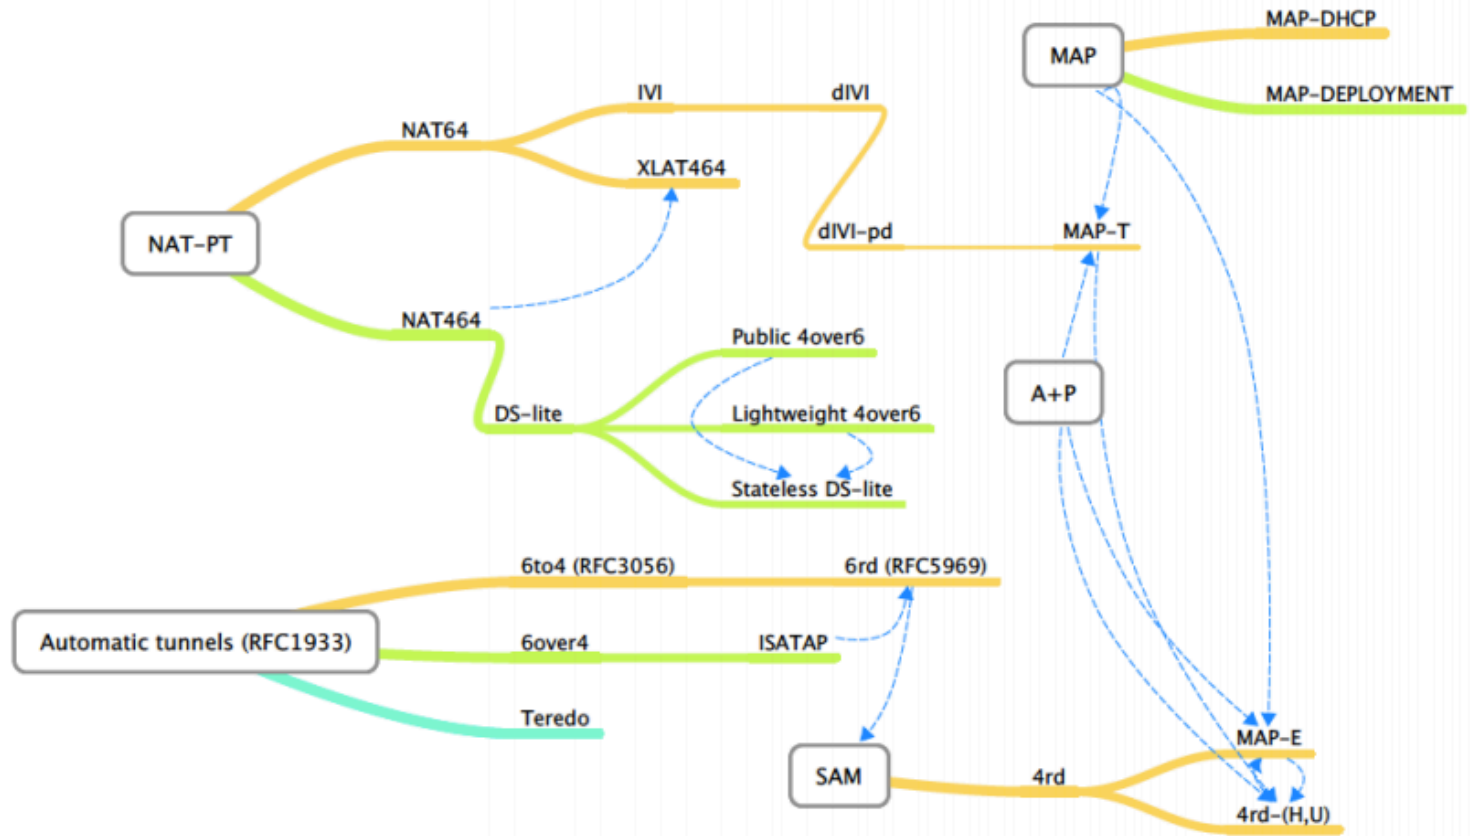 MAP-DHCP
MAP
MAP-DEPLOYMENT
IVI
dIVI
NAT64
XLAT464
NAT-PT
dIVI-pd
MAP-T
NAT464
Public 4over6
A+P
DS-lite
Lightweight 4over6
Stateless DS-lite
6to4 (RFC3056)
6rd (RFC5969)
Automatic tunnels (RFC1933)
6over4
ISATAP
Teredo
MAP-E
SAM
4rd
4rd-(H,U)